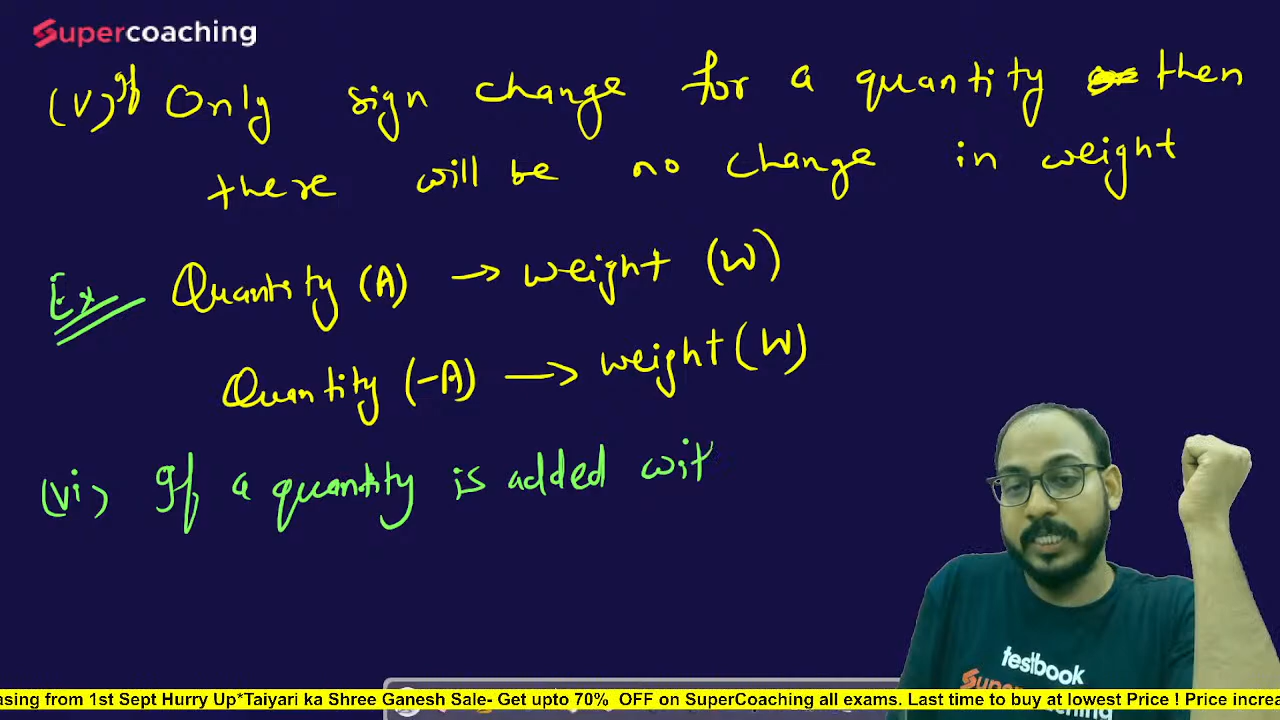 Supercoaching
(v) If Only sign change for a quantity then
there will be no change in weight
Ex Quantity (A) → weight (W)
Quantity (-A) → weight (W)
(vi) If a quantity is added wit
testbook
asing from 1st Sept Hurry Up*Taiyari ka Shree Ganesh Sale- Get upto 70% OFF on SuperCoaching all exams. Last time to buy at lowest Price ! Price increa